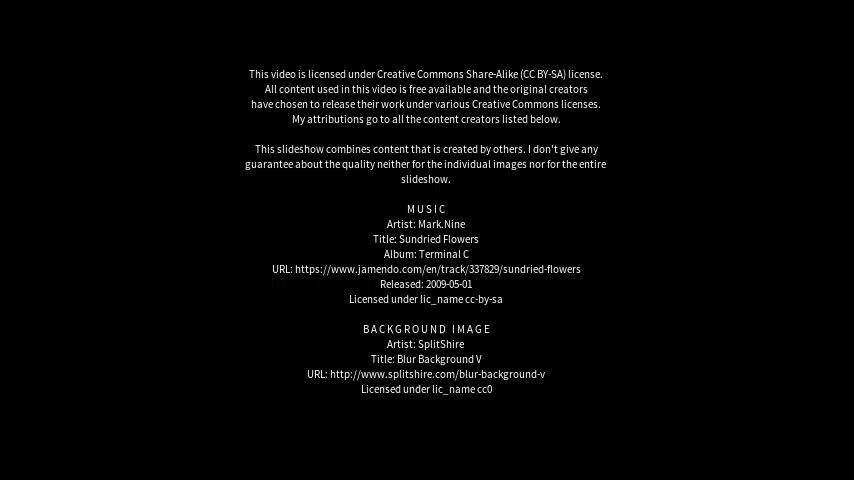 This video is licensed under Creative Commons Share-Alike (CC BY-SA) license.
All content used in this video is free available and the original creators
have chosen to release their work under various Creative Commons licenses.
My attributions go to all the content creators listed below.
This slideshow combines content that is created by others. I don't give any
guarantee about the quality neither for the individual images nor for the entire
slideshow.
MUSIC
Artist: Mark.Nine
Title: Sundried Flowers
Album: Terminal C
URL: https://www.jamendo.com/en/track/337829/sundried-flowers
Released: 2009-05-01
Licensed under lic_name cc-by-sa
BACKGROUND IMAGE
Artist: SplitShire
Title: Blur Background V
URL: http://www.splitshire.com/blur-background-v
Licensed under lic_name cc0